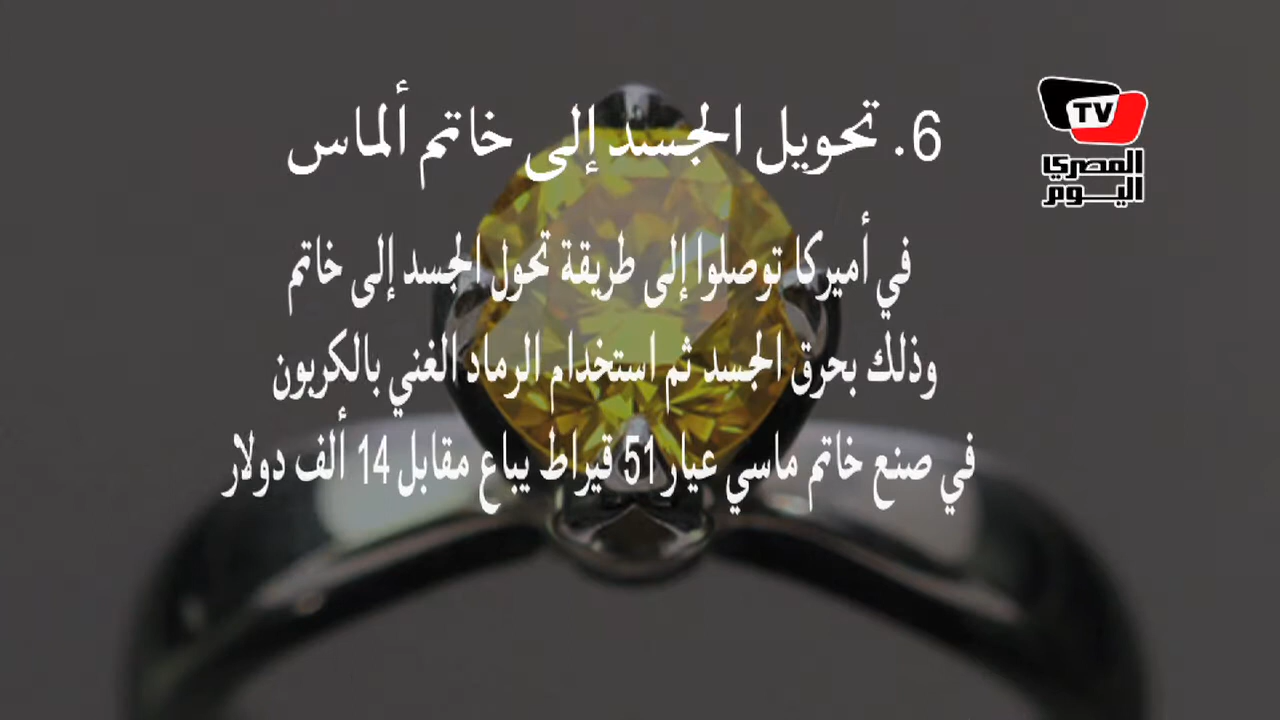 6. تحويل الجسد إلى خاتم ألماس
في أميركا توصلوا إلى طريقة تحول الجسد إلى خاتم
وذلك بحرق الجسد ثم استخدام الرماد الغني بالكربون
في صنع خاتم ماسي عيار 51 قيراط يباع مقابل 14 ألف دولار
TV
المصري
اليوم